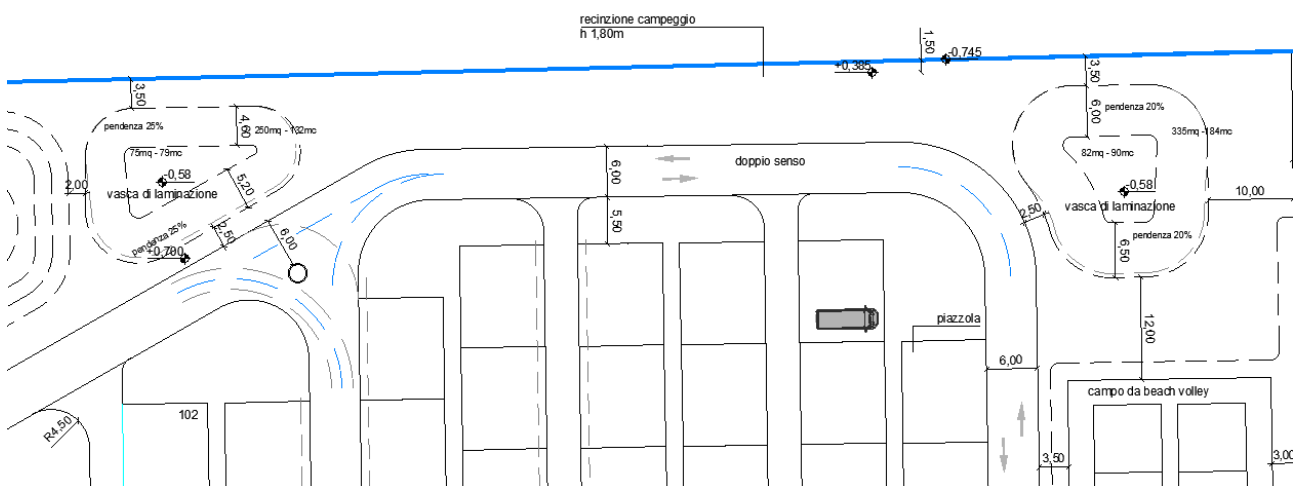 recinzione campeggio
h 1,80m
1,50
-0,745
+0,385
3,50
3,50
pendenza 25%
4,60
250mq - 132mc
75mq - 79mc
-0,58
vasca di laminazione
2,00
5,20
pendenza 25%
2,50
+0,700
6,00
6,00
doppio senso
5,50
pendenza 20%
6,00
335mq - 184mc
82mq - 90mc
-0,58
vasca di laminazione
10,00
2,50
pendenza 20%
6,50
piazzola
12,00
6,00
campo da beach volley
102
R4,50
3,50
3,00